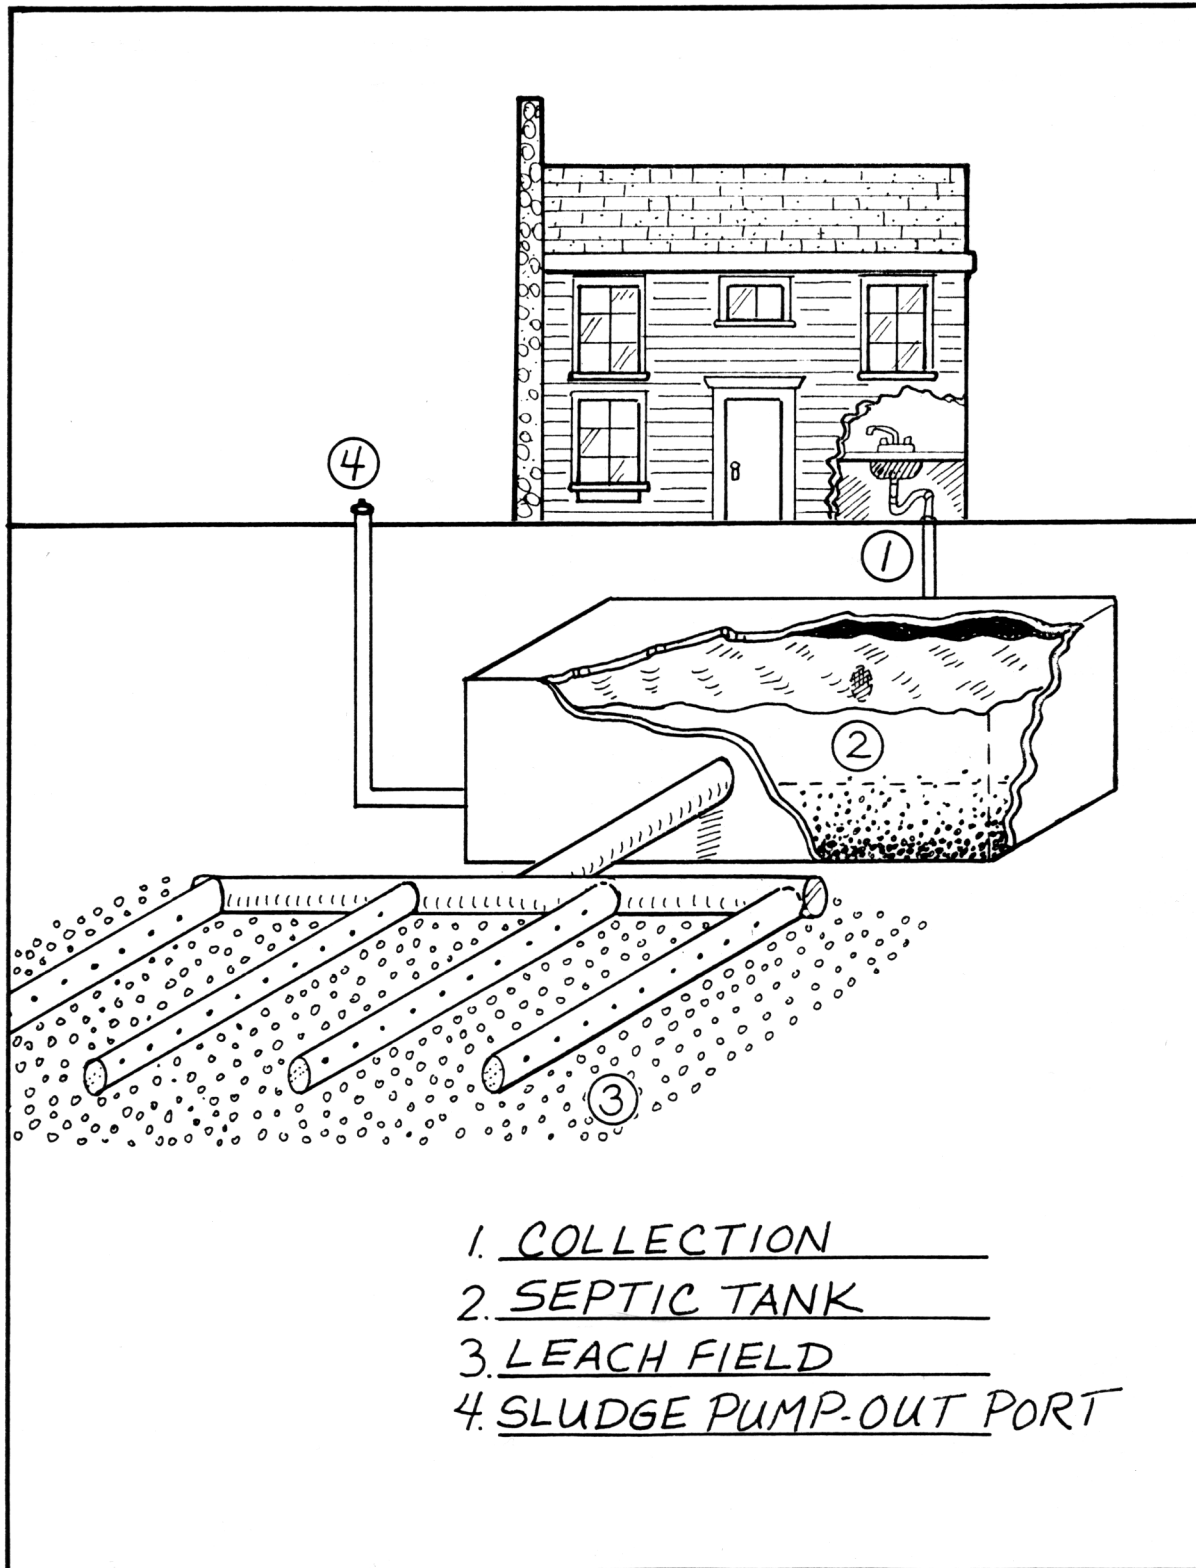 4
1
2
3
1. COLLECTION
2. SEPTIC TANK
3. LEACH FIELD
4. SLUDGE PUMP-OUT PORT